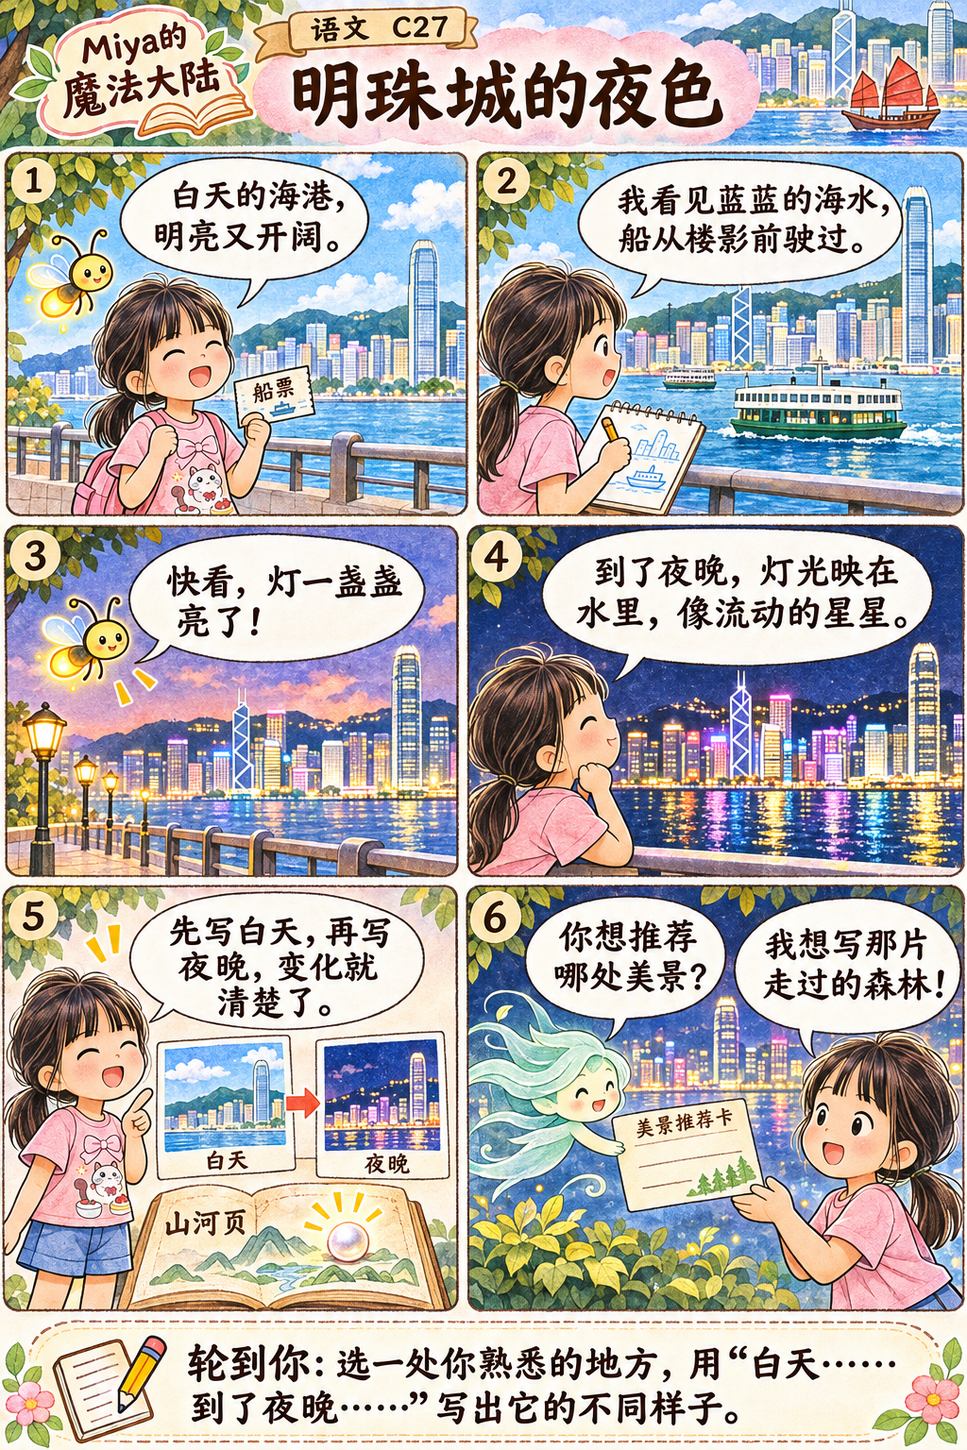 Miya的
魔法大陆
语文 C27
明珠城的夜色
1
白天的海港，
明亮又开阔。
船票
2
我看见蓝蓝的海水，
船从楼影前驶过。
3
快看，灯一盏盏
亮了！
4
到了夜晚，灯光映在
水里，像流动的星星。
5
先写白天，再写
夜晚，变化就
清楚了。
白天
夜晚
山河页
6
你想推荐
哪处美景？
我想写那片
走过的森林！
美景推荐卡
轮到你：选一处你熟悉的地方，用“白天……
到了夜晚……”写出它的不同样子。